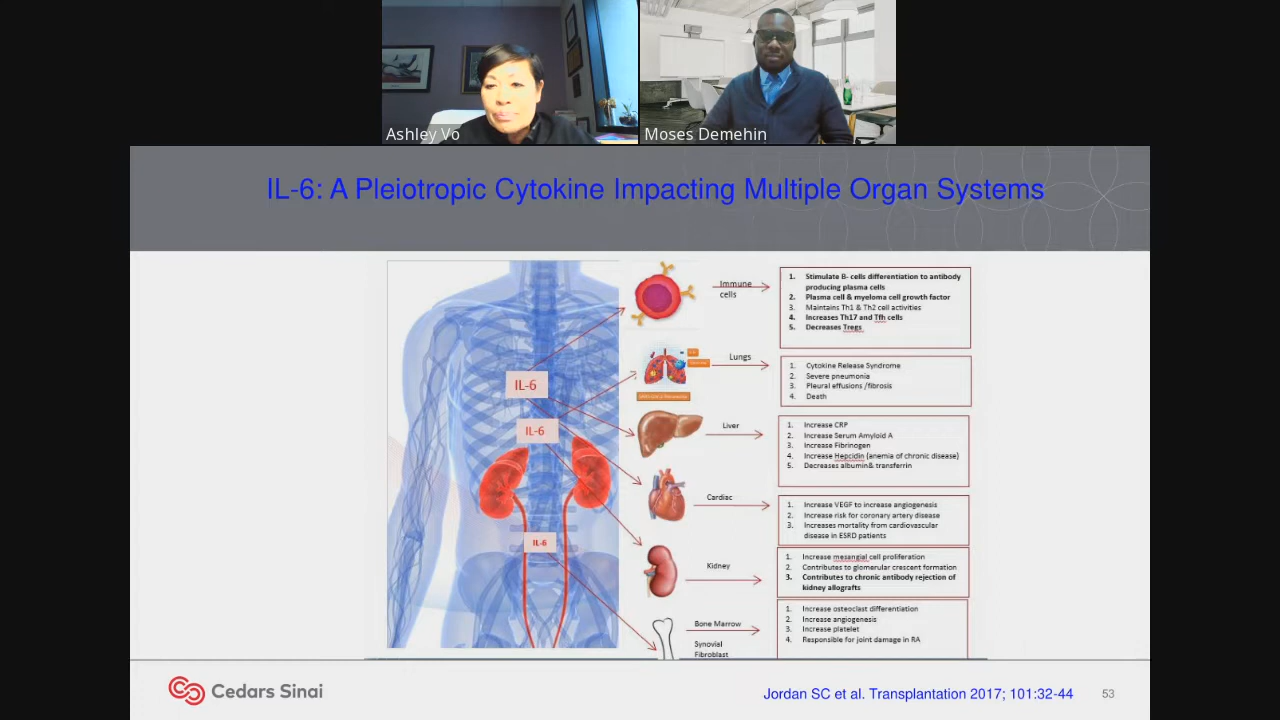 Ashley Vo
Moses Demehin
IL-6: A Pleiotropic Cytokine Impacting Multiple Organ Systems
IL-6
IL-6
IL-6
Immune
cells
1. Stimulate B- cells differentiation to antibody
producing plasma cells
2. Plasma cell & myeloma cell growth factor
3. Maintains Th1 & Th2 cell activities
4. Increases Th17 and Tfh cells
5. Decreases Tregs
Lungs
1. Cytokine Release Syndrome
2. Severe pneumonia
3. Pleural effusions /fibrosis
4. Death
Liver
1. Increase CRP
2. Increase Serum Amyloid A
3. Increase Fibrinogen
4. Increase Hepcidin (anemia of chronic disease)
5. Decreases albumin& transferrin
Cardiac
1. Increase VEGF to increase angiogenesis
2. Increase risk for coronary artery disease
3. Increases mortality from cardiovascular
disease in ESRD patients
Kidney
1. Increase mesangial cell proliferation
2. Contributes to glomerular crescent formation
3. Contributes to chronic antibody rejection of
kidney allografts
Bone Marrow
Synovial
Fibroblast
1. Increase osteoclast differentiation
2. Increase angiogenesis
3. Increase platelet
4. Responsible for joint damage in RA
Cedars Sinai
Jordan SC et al. Transplantation 2017; 101:32-44
53